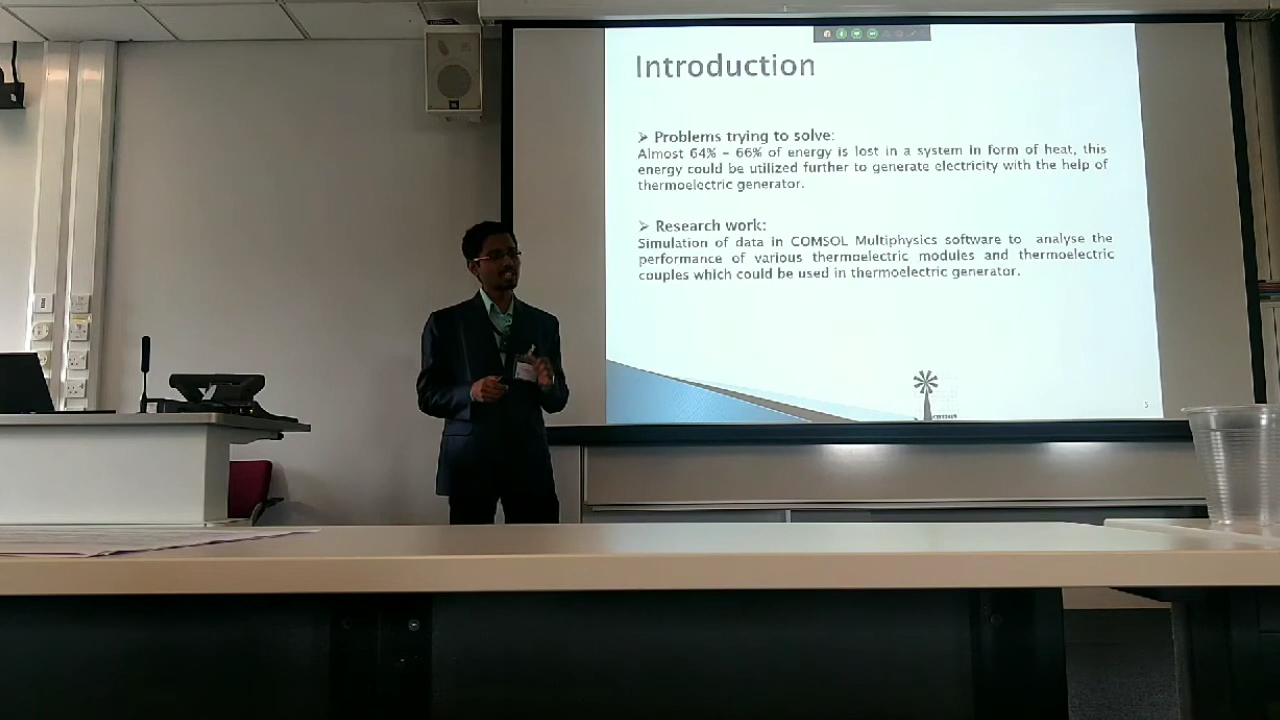 Introduction
➢ Problems trying to solve:
Almost 64% – 66% of energy is lost in a system in form of heat, this
energy could be utilized further to generate electricity with the help of
thermoelectric generator.
➢ Research work:
Simulation of data in COMSOL Multiphysics software to analyse the
performance of various thermoelectric modules and thermoelectric
couples which could be used in thermoelectric generator.